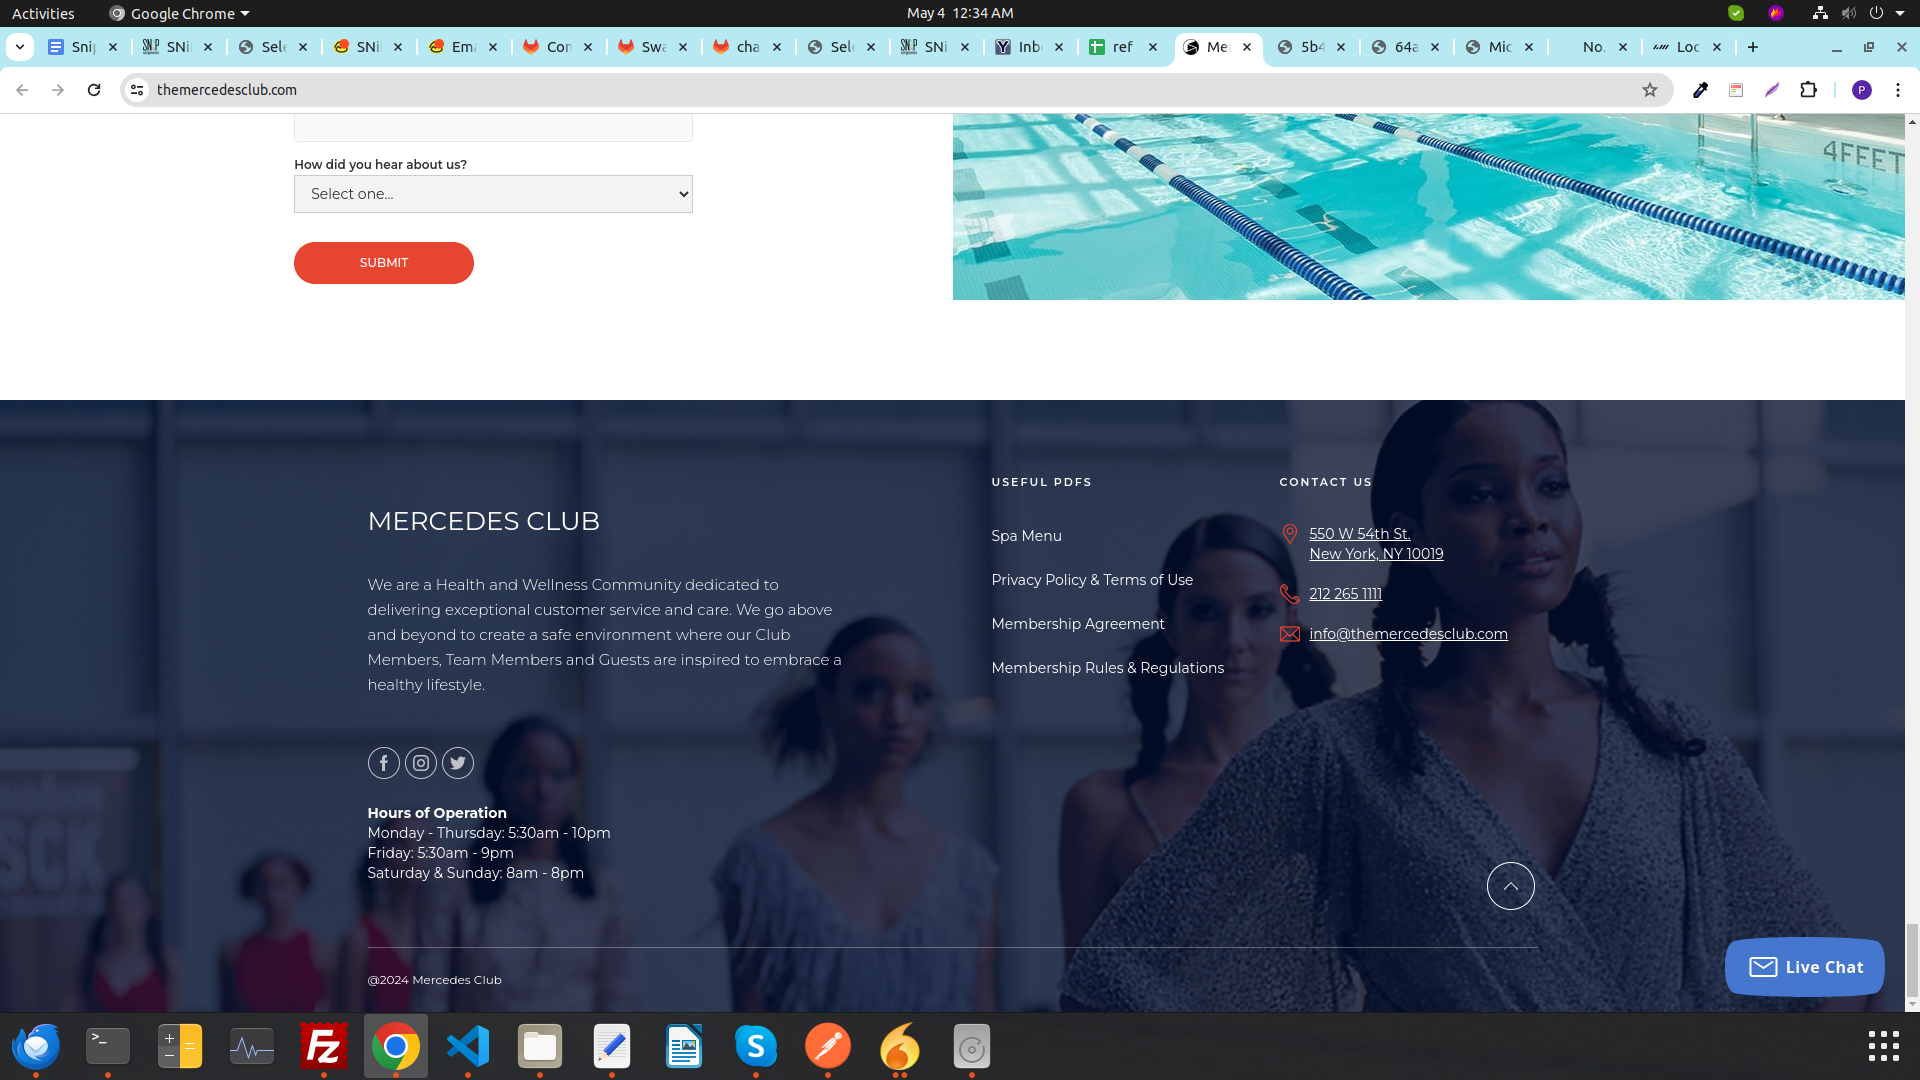 Activities
Google Chrome
May 4 12:34 AM
Snip
SNi
Sele
SNi
Ema
Con
Swa
cha
Sele
SNi
Inb
ref
Me
5b4
64a
Mic
No.
Loc
themercedesclub.com
P
4FFET
How did you hear about us?
Select one...
SUBMIT
MERCEDES CLUB
We are a Health and Wellness Community dedicated to
delivering exceptional customer service and care. We go above
and beyond to create a safe environment where our Club
Members, Team Members and Guests are inspired to embrace a
healthy lifestyle.
Hours of Operation
Monday - Thursday: 5:30am - 10pm
Friday: 5:30am - 9pm
Saturday & Sunday: 8am - 8pm
USEFUL PDFS
Spa Menu
Privacy Policy & Terms of Use
Membership Agreement
Membership Rules & Regulations
CONTACT US
550 W 54th St.
New York, NY 10019
212 265 1111
info@themercedesclub.com
@2024 Mercedes Club
Live Chat